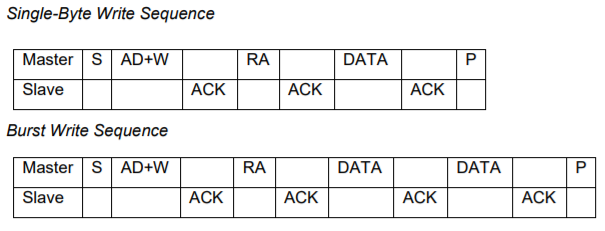 Single-Byte Write Sequence
Master S AD+W RA DATA P
Slave ACK ACK ACK
Burst Write Sequence
Master S AD+W RA DATA DATA P
Slave ACK ACK ACK ACK